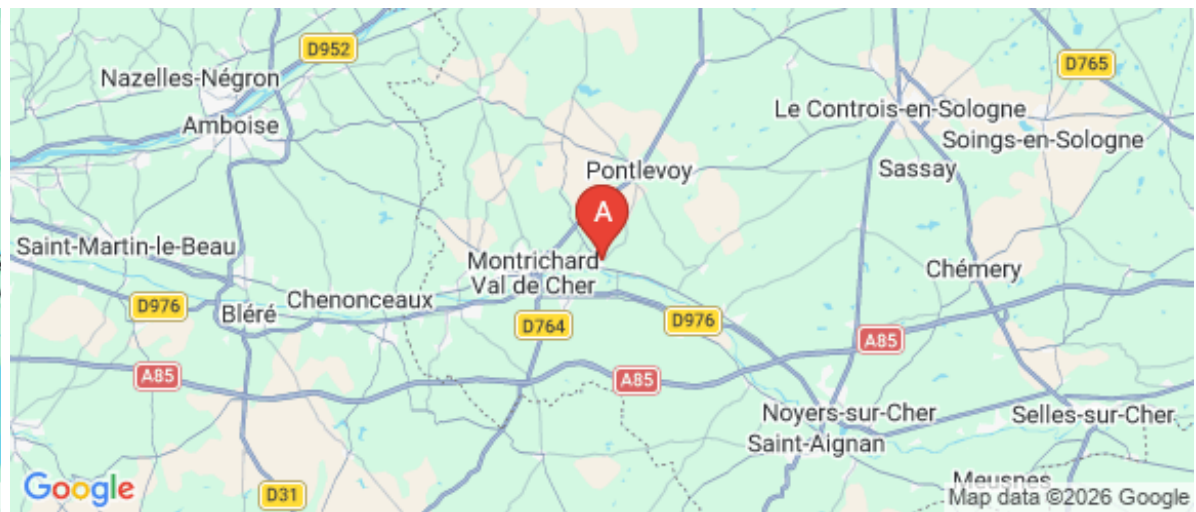 D952
D765
Nazelles-Négron
Le Controis-en-Sologne
Amboise
Soings-en-Sologne
Pontlevoy
Sassay
A
Saint-Martin-le-Beau
Montrichard
Val de Cher
Chémery
Chenonceaux
D976
Bléré
D764
D976
A85
A85
A85
Noyers-sur-Cher
Selles-sur-Cher
Saint-Aignan
Meusnes
Google
D31
Map data ©2026 Google